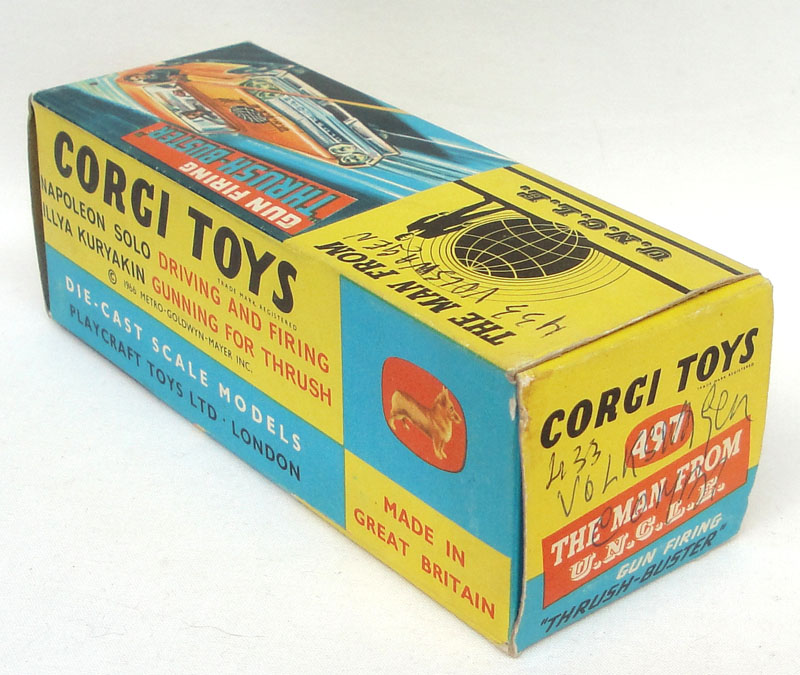 GUN FIRING
"THRUSH-BUSTER"
THE MAN FROM
U.N.C.L.E.
433
VOLKSWAGEN
CORGI TOYS
TRADE MARK REGISTERED
NAPOLEON SOLO DRIVING AND FIRING
ILLYA KURYAKIN GUNNING FOR THRUSH
© 1966 METRO-GOLDWYN-MAYER INC.
DIE-CAST SCALE MODELS
PLAYCRAFT TOYS LTD · LONDON
MADE IN
GREAT BRITAIN
CORGI TOYS
TRADE MARK REGISTERED
497
433
VOLKSWAGEN
THE MAN FROM
U.N.C.L.E.
GUN FIRING
"THRUSH-BUSTER"